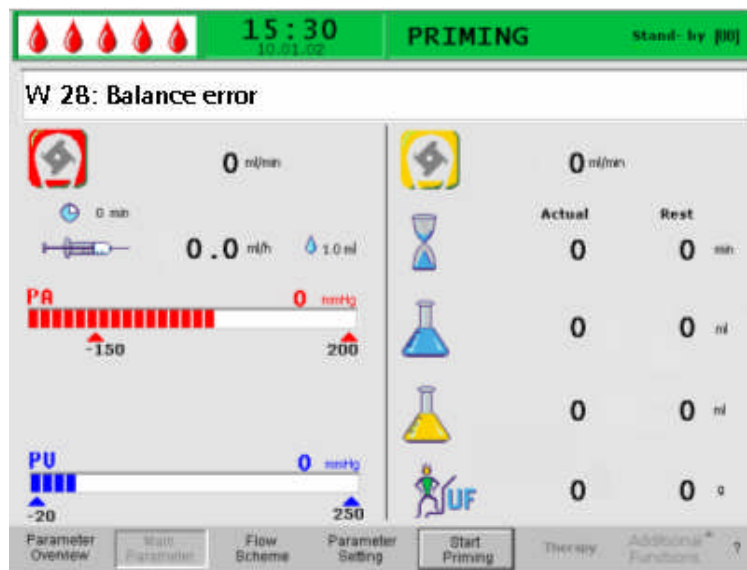 15:30 PRIMING Stand- by [00]
10.01.02
W 28: Balance error
0 ml/min
0 ml/min
0 min
Actual Rest
0.0 ml/h 1.0 ml
0 0 min
PA 0 mmHg
-150 200
0 0 ml
0 0 ml
PV 0 mmHg
-20 250
UF 0 0 g
Parameter Overview
Main Parameter
Flow Scheme
Parameter Setting
Start Priming
Therapy
Additional Functions
?